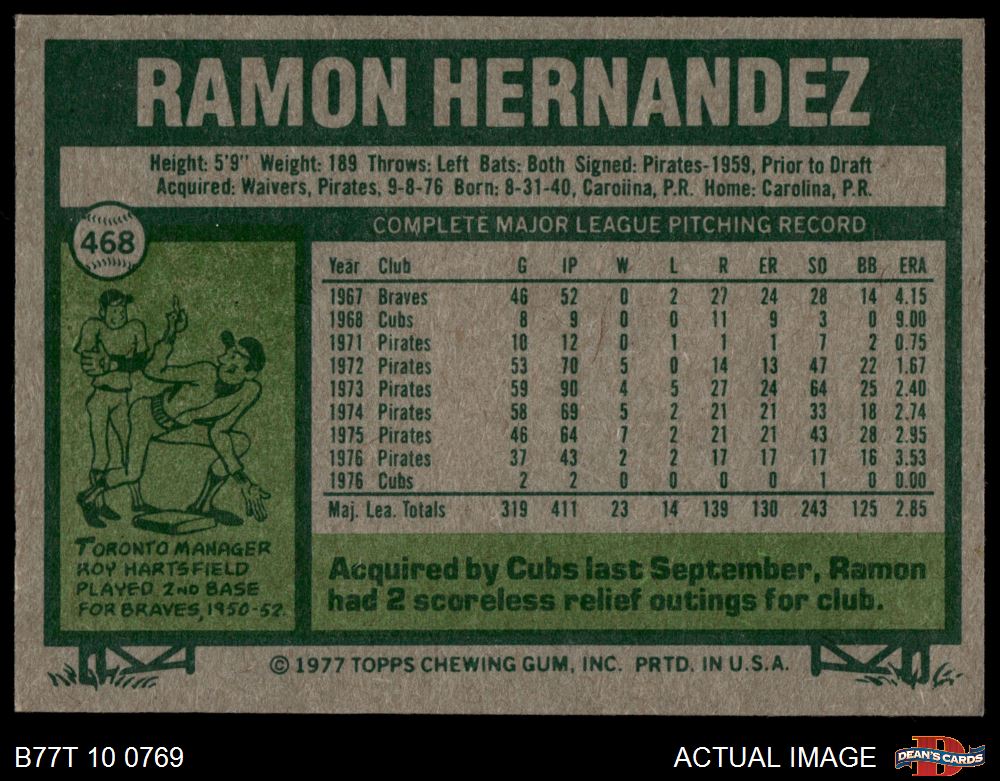 RAMON HERNANDEZ
Height: 5'9" Weight: 189 Throws: Left Bats: Both Signed: Pirates-1959, Prior to Draft
Acquired: Waivers, Pirates, 9-8-76 Born: 8-31-40, Carolina, P.R. Home: Carolina, P.R.
468
COMPLETE MAJOR LEAGUE PITCHING RECORD
Year Club G IP W L R ER SO BB ERA
1967 Braves 46 52 0 2 27 24 28 14 4.15
1968 Cubs 8 9 0 0 11 9 3 0 9.00
1971 Pirates 10 12 0 1 1 1 7 2 0.75
1972 Pirates 53 70 5 0 14 13 47 22 1.67
1973 Pirates 59 90 4 5 27 24 64 25 2.40
1974 Pirates 58 69 5 2 21 21 33 18 2.74
1975 Pirates 46 64 7 2 21 21 43 28 2.95
1976 Pirates 37 43 2 2 17 17 17 16 3.53
1976 Cubs 2 2 0 0 0 0 1 0 0.00
Maj. Lea. Totals 319 411 23 14 139 130 243 125 2.85
TORONTO MANAGER
ROY HARTSFIELD
PLAYED 2ND BASE
FOR BRAVES, 1950-52.
Acquired by Cubs last September, Ramon
had 2 scoreless relief outings for club.
© 1977 TOPPS CHEWING GUM, INC. PRTD. IN U.S.A.
B77T 10 0769
ACTUAL IMAGE
D
DEAN'S CARDS